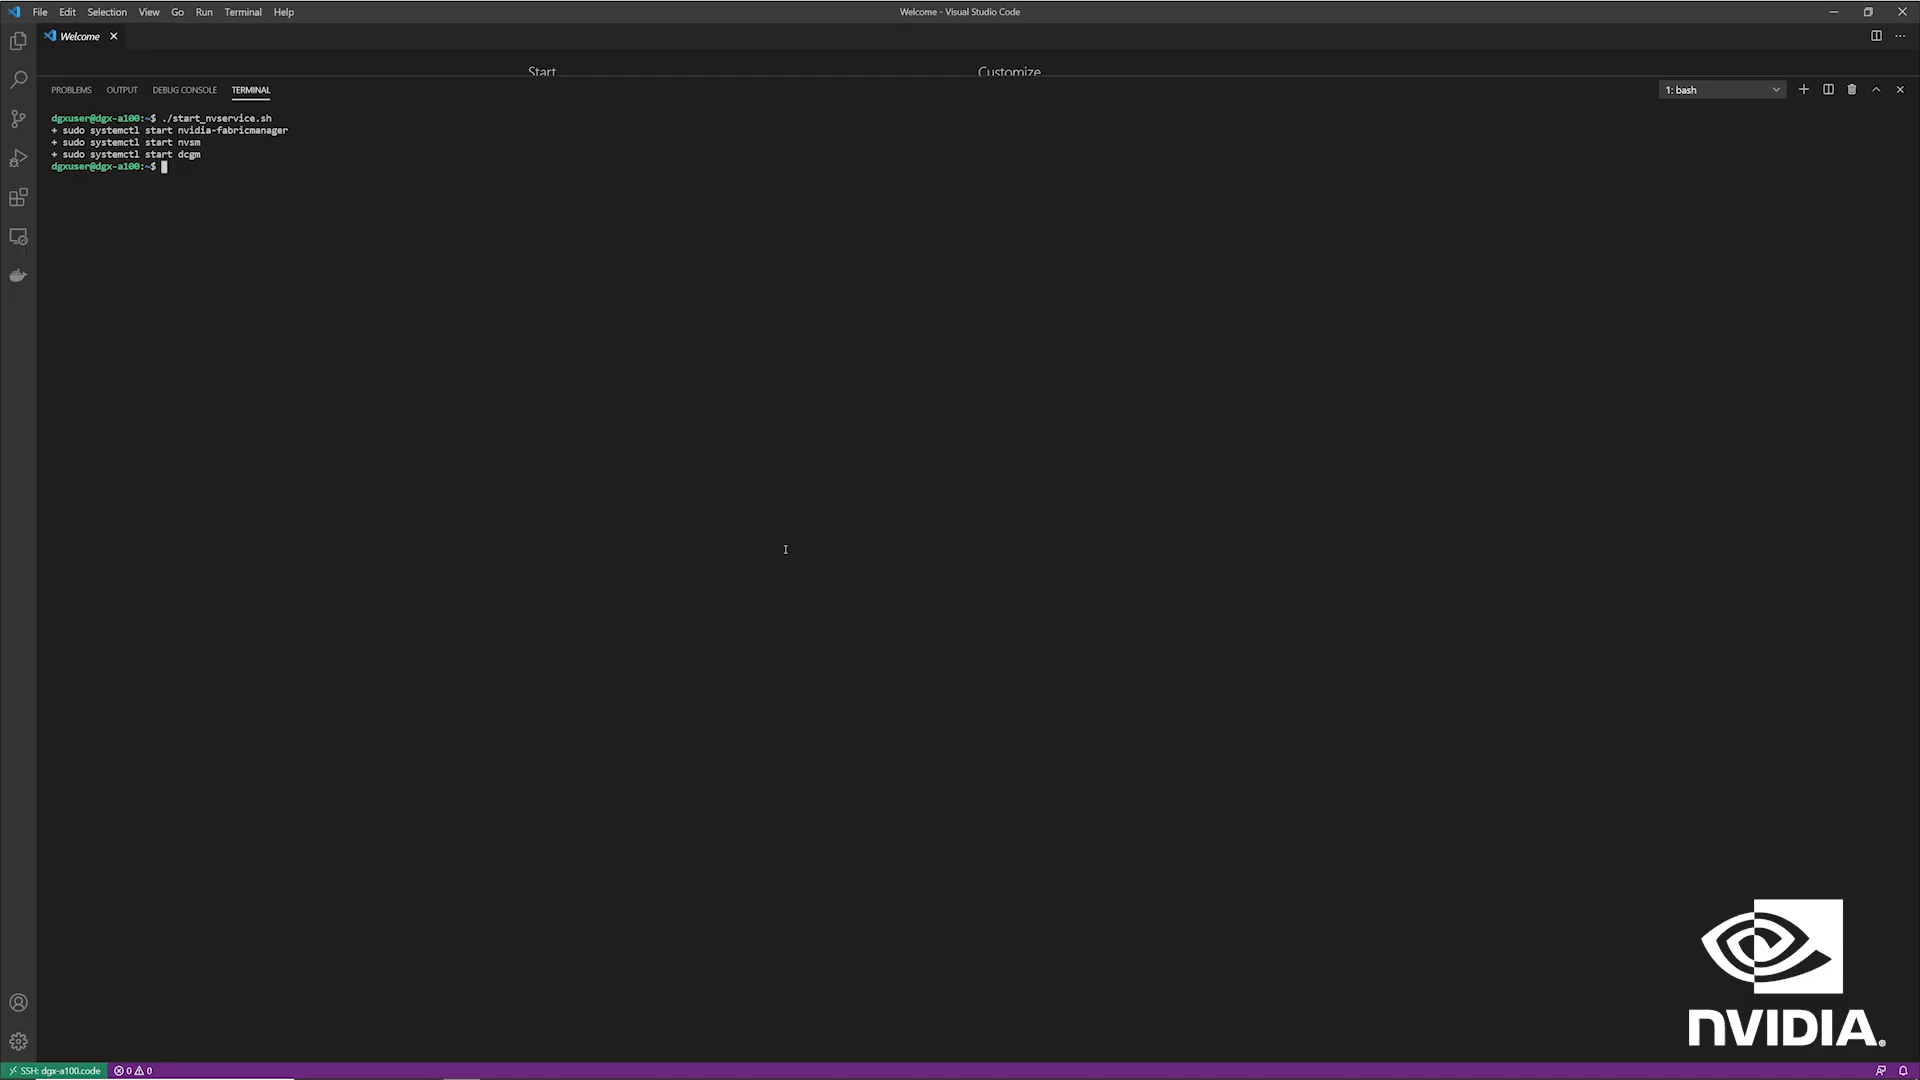 File Edit Selection View Go Run Terminal Help
Welcome - Visual Studio Code
Welcome
Start
Customize
PROBLEMS OUTPUT DEBUG CONSOLE TERMINAL
1: bash
dgxuser@dgx-a100:~$ ./start_nvservice.sh
+ sudo systemctl start nvidia-fabricmanager
+ sudo systemctl start nvsm
+ sudo systemctl start dcgm
dgxuser@dgx-a100:~$
NVIDIA.
SSH: dgx-a100.code 0 0